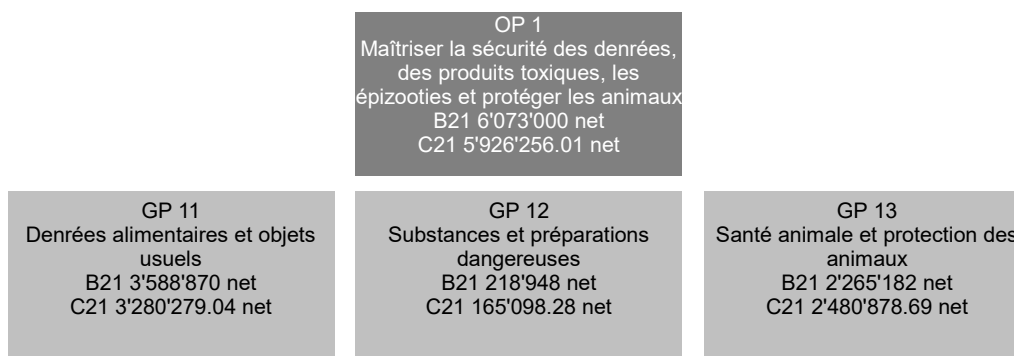 OP 1
Maîtriser la sécurité des denrées,
des produits toxiques, les
épizooties et protéger les animaux
B21 6'073'000 net
C21 5'926'256.01 net
GP 11
Denrées alimentaires et objets
usuels
B21 3'588'870 net
C21 3'280'279.04 net
GP 12
Substances et préparations
dangereuses
B21 218'948 net
C21 165'098.28 net
GP 13
Santé animale et protection des
animaux
B21 2'265'182 net
C21 2'480'878.69 net